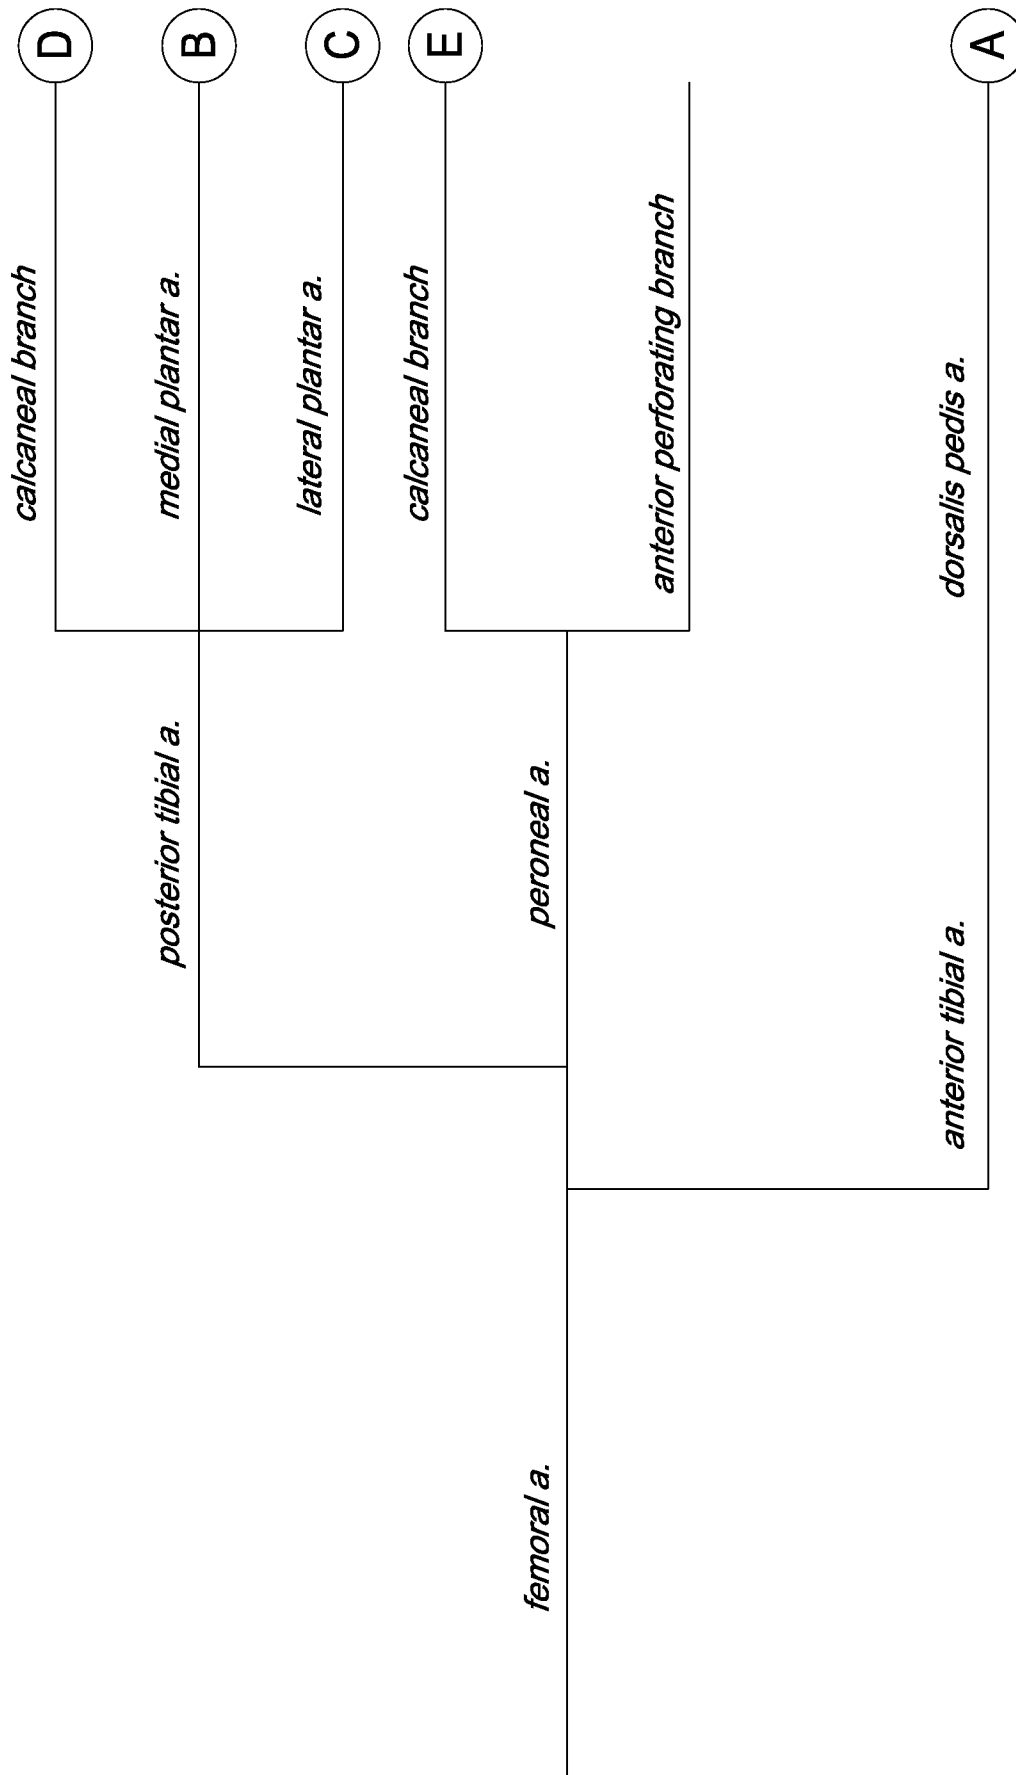 D
calcaneal branch
B
medial plantar a.
C
lateral plantar a.
E
calcaneal branch
anterior perforating branch
A
dorsalis pedis a.
posterior tibial a.
peroneal a.
anterior tibial a.
femoral a.